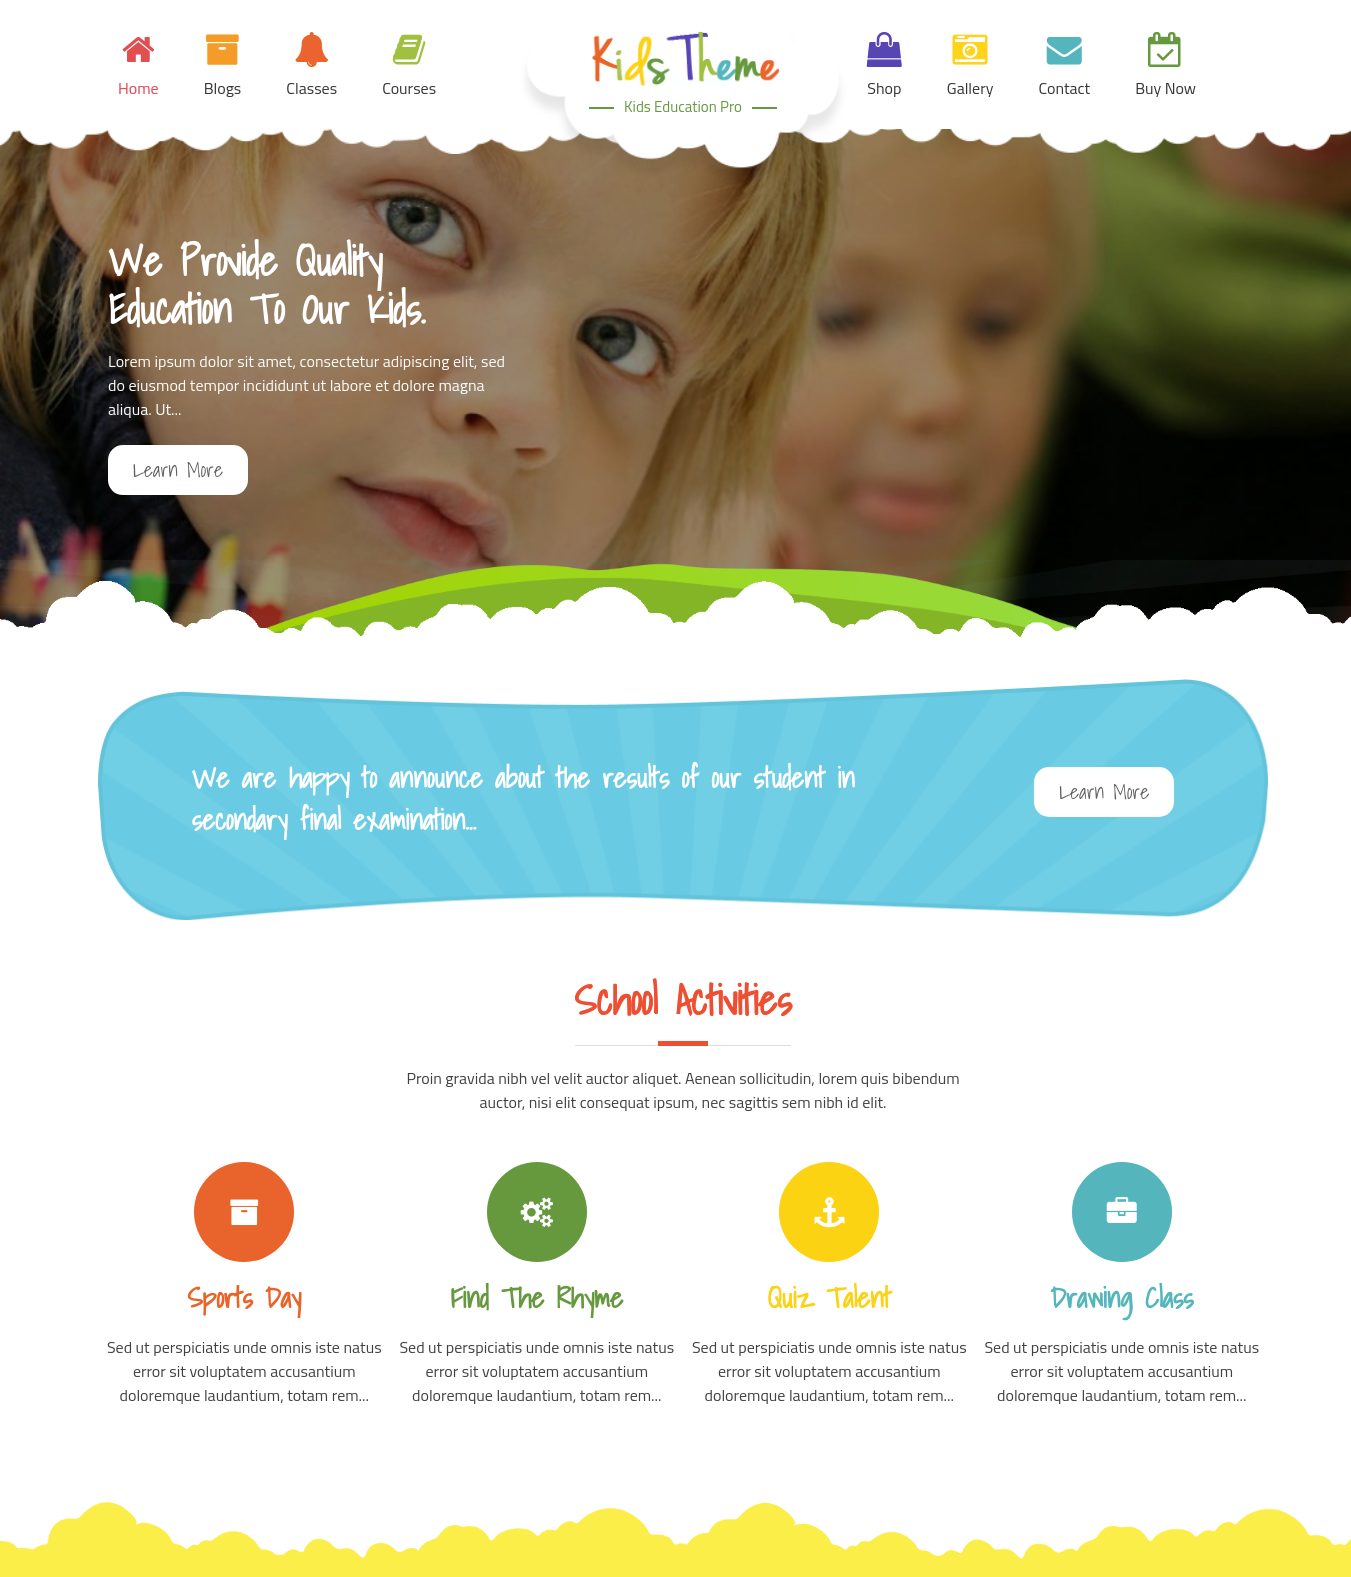 Home
Blogs
Classes
Courses
Kids Theme
Kids Education Pro
Shop
Gallery
Contact
Buy Now
We Provide Quality
Education To Our Kids.
Lorem ipsum dolor sit amet, consectetur adipiscing elit, sed
do eiusmod tempor incididunt ut labore et dolore magna
aliqua. Ut...
Learn More
We are happy to announce about the results of our student in
secondary final examination...
Learn More
School Activities
Proin gravida nibh vel velit auctor aliquet. Aenean sollicitudin, lorem quis bibendum
auctor, nisi elit consequat ipsum, nec sagittis sem nibh id elit.
Sports Day
Sed ut perspiciatis unde omnis iste natus
error sit voluptatem accusantium
doloremque laudantium, totam rem...
Find The Rhyme
Sed ut perspiciatis unde omnis iste natus
error sit voluptatem accusantium
doloremque laudantium, totam rem...
Quiz Talent
Sed ut perspiciatis unde omnis iste natus
error sit voluptatem accusantium
doloremque laudantium, totam rem...
Drawing Class
Sed ut perspiciatis unde omnis iste natus
error sit voluptatem accusantium
doloremque laudantium, totam rem...